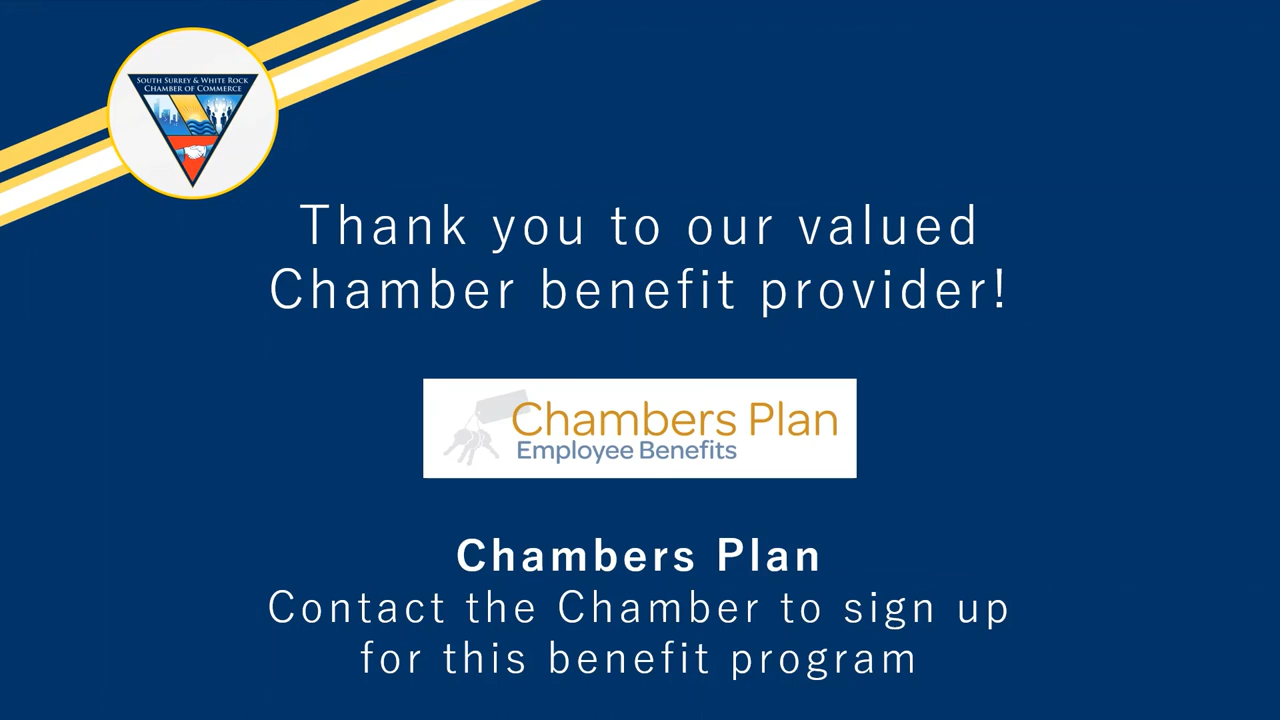 South Surrey & White Rock
Chamber of Commerce
Thank you to our valued
Chamber benefit provider!
Chambers Plan
Employee Benefits
Chambers Plan
Contact the Chamber to sign up
for this benefit program